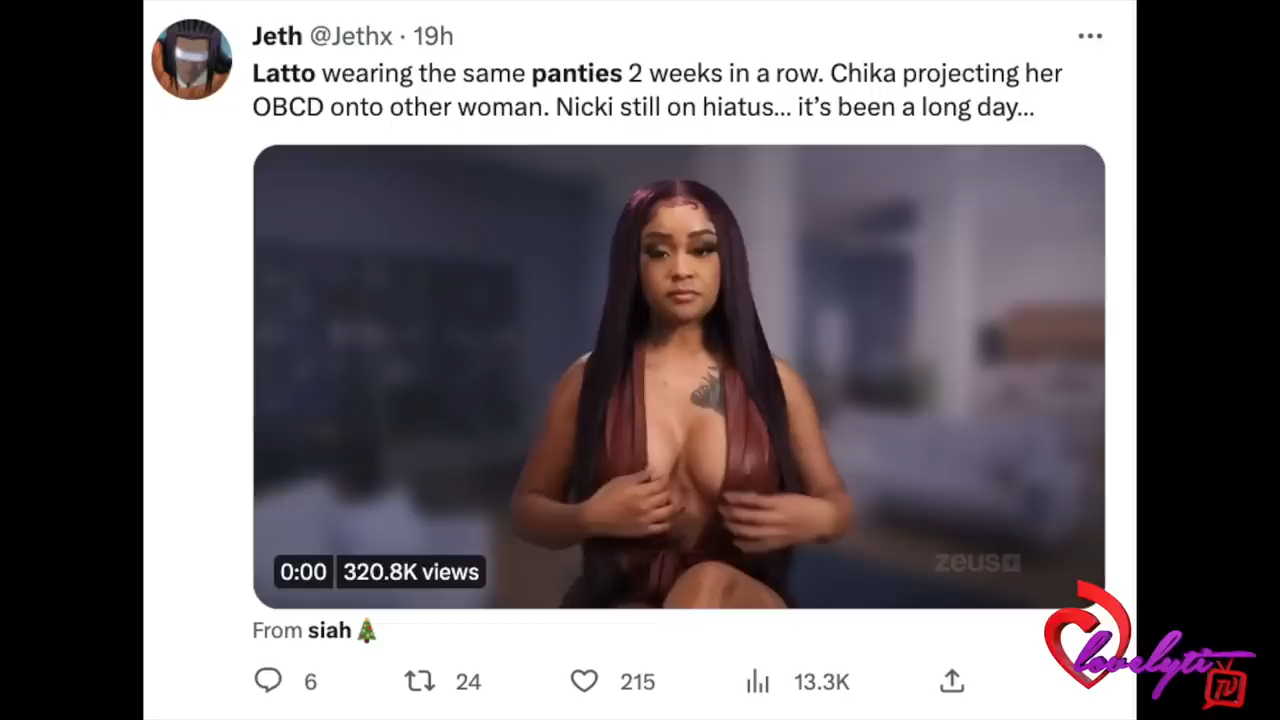 Jeth @Jethx · 19h
Latto wearing the same panties 2 weeks in a row. Chika projecting her
OBCD onto other woman. Nicki still on hiatus... it's been a long day...
zeus
0:00 320.8K views
From siah🎄
6 24 215 13.3K
lovelyti
TV